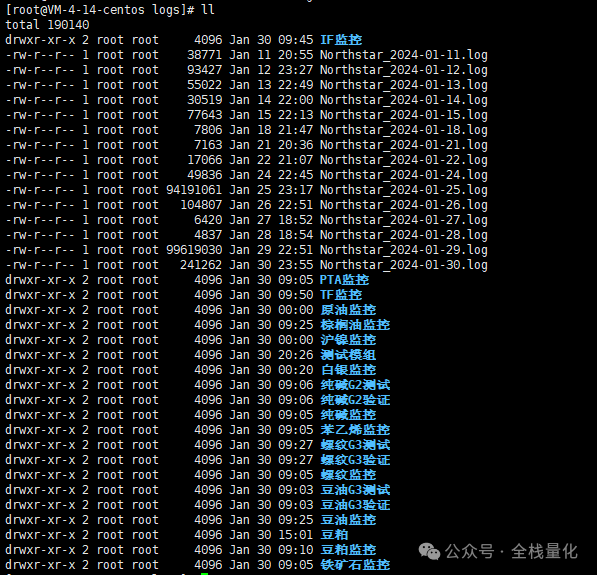 [root@VM-4-14-centos logs]# ll
total 190140
drwxr-xr-x 2 root root     4096 Jan 30 09:45 IF监控
-rw-r--r-- 1 root root    38771 Jan 11 20:55 Northstar_2024-01-11.log
-rw-r--r-- 1 root root    93427 Jan 12 23:27 Northstar_2024-01-12.log
-rw-r--r-- 1 root root    55022 Jan 13 22:49 Northstar_2024-01-13.log
-rw-r--r-- 1 root root    30519 Jan 14 22:00 Northstar_2024-01-14.log
-rw-r--r-- 1 root root    77643 Jan 15 22:13 Northstar_2024-01-15.log
-rw-r--r-- 1 root root     7806 Jan 18 21:47 Northstar_2024-01-18.log
-rw-r--r-- 1 root root     7163 Jan 21 20:36 Northstar_2024-01-21.log
-rw-r--r-- 1 root root    17066 Jan 22 21:07 Northstar_2024-01-22.log
-rw-r--r-- 1 root root    49836 Jan 24 22:45 Northstar_2024-01-24.log
-rw-r--r-- 1 root root 94191061 Jan 25 23:17 Northstar_2024-01-25.log
-rw-r--r-- 1 root root   104807 Jan 26 22:51 Northstar_2024-01-26.log
-rw-r--r-- 1 root root     6420 Jan 27 18:52 Northstar_2024-01-27.log
-rw-r--r-- 1 root root     4837 Jan 28 18:54 Northstar_2024-01-28.log
-rw-r--r-- 1 root root 99619030 Jan 29 22:51 Northstar_2024-01-29.log
-rw-r--r-- 1 root root   241262 Jan 30 23:55 Northstar_2024-01-30.log
drwxr-xr-x 2 root root     4096 Jan 30 09:05 PTA监控
drwxr-xr-x 2 root root     4096 Jan 30 09:50 TF监控
drwxr-xr-x 2 root root     4096 Jan 30 00:00 原油监控
drwxr-xr-x 2 root root     4096 Jan 30 09:25 棕榈油监控
drwxr-xr-x 2 root root     4096 Jan 30 00:00 沪镍监控
drwxr-xr-x 2 root root     4096 Jan 30 20:26 测试模组
drwxr-xr-x 2 root root     4096 Jan 30 00:20 白银监控
drwxr-xr-x 2 root root     4096 Jan 30 09:06 纯碱G2测试
drwxr-xr-x 2 root root     4096 Jan 30 09:06 纯碱G2验证
drwxr-xr-x 2 root root     4096 Jan 30 09:05 纯碱监控
drwxr-xr-x 2 root root     4096 Jan 30 09:05 苯乙烯监控
drwxr-xr-x 2 root root     4096 Jan 30 09:27 螺纹G3测试
drwxr-xr-x 2 root root     4096 Jan 30 09:27 螺纹G3验证
drwxr-xr-x 2 root root     4096 Jan 30 09:05 螺纹监控
drwxr-xr-x 2 root root     4096 Jan 30 09:03 豆油G3测试
drwxr-xr-x 2 root root     4096 Jan 30 09:03 豆油G3验证
drwxr-xr-x 2 root root     4096 Jan 30 09:25 豆油监控
drwxr-xr-x 2 root root     4096 Jan 30 15:01 豆粕
drwxr-xr-x 2 root root     4096 Jan 30 09:10 豆粕监控
drwxr-xr-x 2 root root     4096 Jan 30 09:05 铁矿石监控
公众号·全栈量化